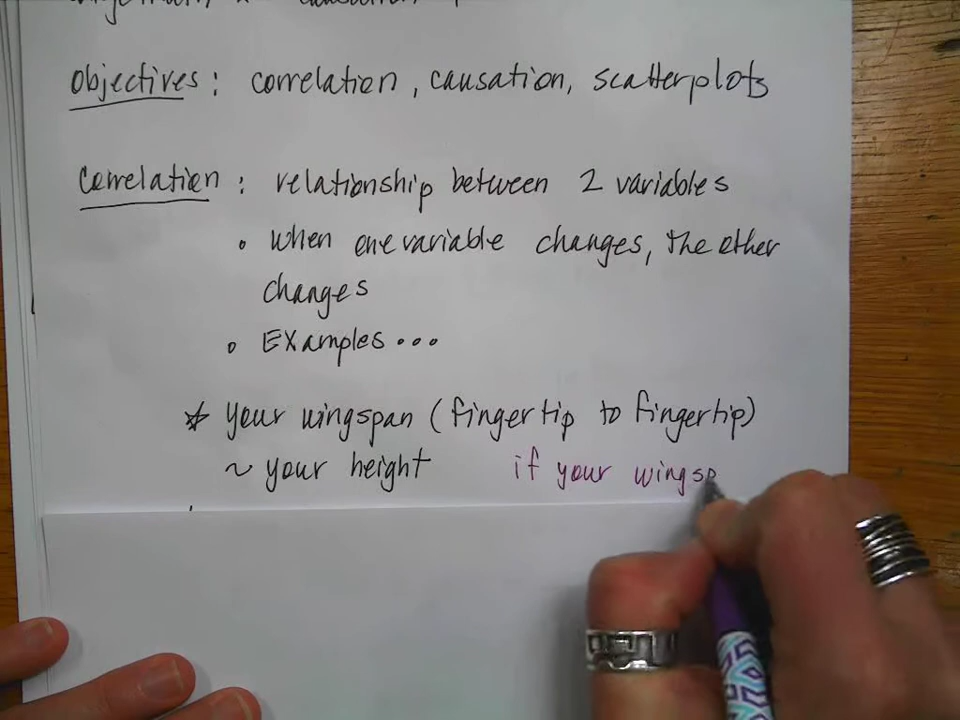 Objectives: correlation, causation, scatterplots
Correlation: relationship between 2 variables
• When one variable changes, the other
changes
• Examples...
* your wingspan (fingertip to fingertip)
~ your height if your wingsp